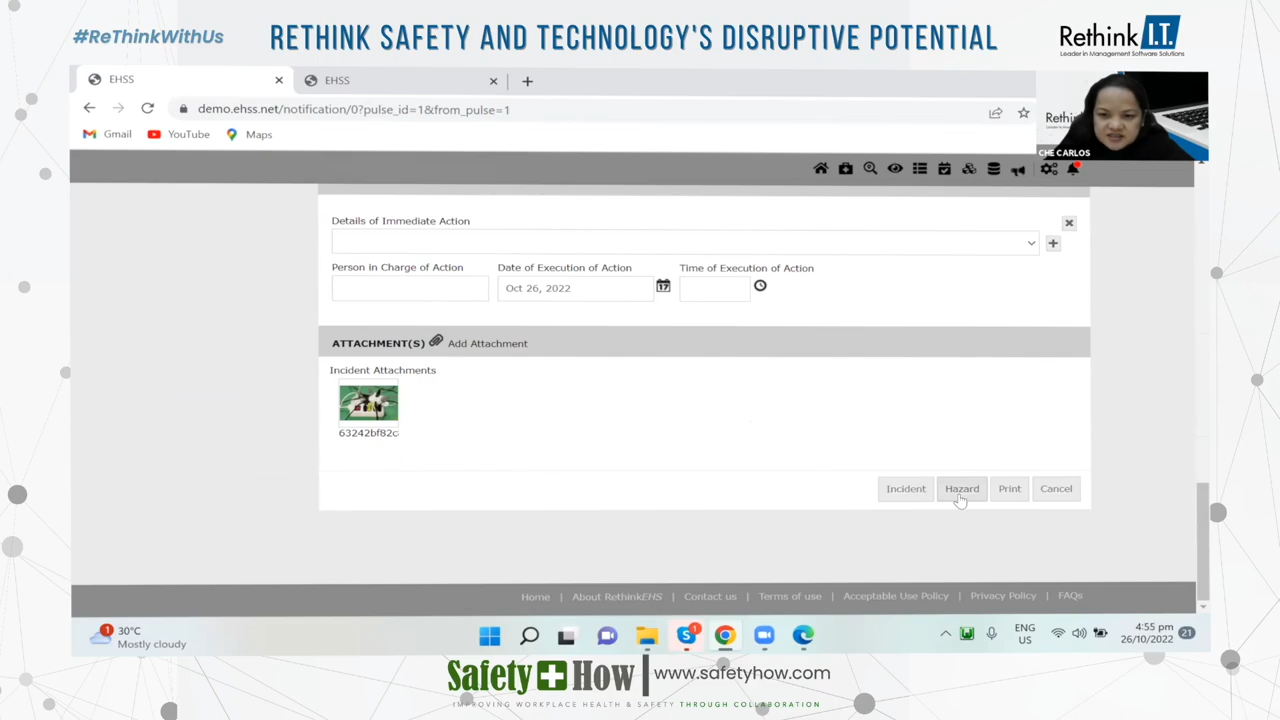 #ReThinkWithUs
RETHINK SAFETY AND TECHNOLOGY'S DISRUPTIVE POTENTIAL
Rethink I.T.
Leader in Management Software Solutions
EHSS
EHSS
demo.ehss.net/notification/0?pulse_id=1&from_pulse=1
Gmail YouTube Maps
CHE CARLOS
Details of Immediate Action
Person in Charge of Action Date of Execution of Action Time of Execution of Action
Oct 26, 2022 17
ATTACHMENT(S) Add Attachment
Incident Attachments
63242bf82c
Incident Hazard Print Cancel
Home | About RethinkEHS | Contact us | Terms of use | Acceptable Use Policy | Privacy Policy | FAQs
1 30°C
Mostly cloudy
1
ENG
US
4:55 pm
26/10/2022 21
Safety How | www.safetyhow.com
IMPROVING WORKPLACE HEALTH & SAFETY THROUGH COLLABORATION